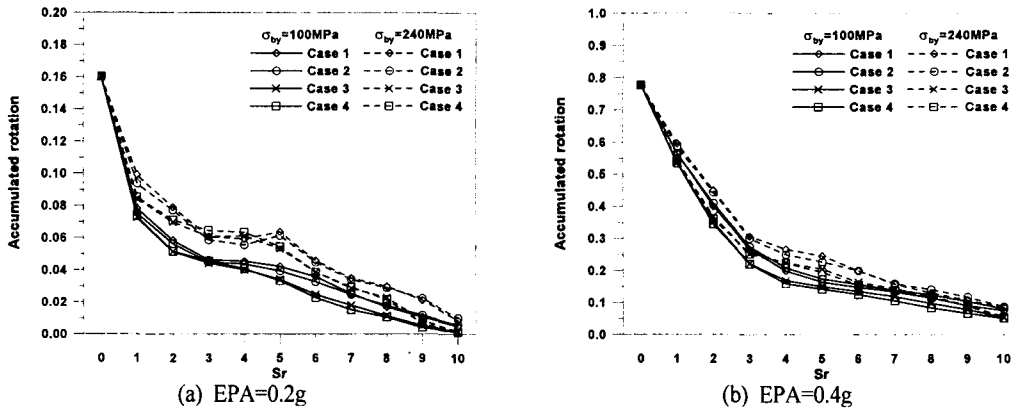 σby=100MPa σby=240MPa
Case 1 Case 1
Case 2 Case 2
Case 3 Case 3
Case 4 Case 4
0.20
0.18
0.16
0.14
0.12
0.10
0.08
0.06
0.04
0.02
0.00
Accumulated rotation
0 1 2 3 4 5 6 7 8 9 10
Sr
(a) EPA=0.2g
σby=100MPa σby=240MPa
Case 1 Case 1
Case 2 Case 2
Case 3 Case 3
Case 4 Case 4
1.0
0.9
0.8
0.7
0.6
0.5
0.4
0.3
0.2
0.1
0.0
Accumulated rotation
0 1 2 3 4 5 6 7 8 9 10
Sr
(b) EPA=0.4g